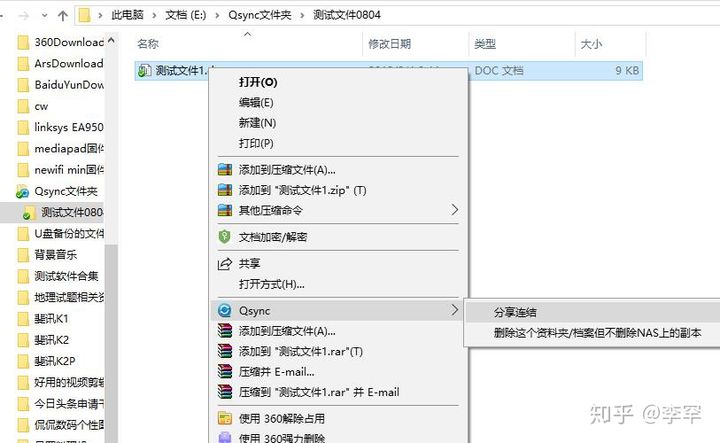 此电脑 > 文档 (E:) > Qsync文件夹 > 测试文件0804
名称 修改日期 类型 大小
360Download
ArsDownload
BaiduYunDow
cw
linksys EA950
mediapad固件
newifi min固件
Qsync文件夹
测试文件0804
U盘备份的文件
背景音乐
测试软件合集
地理试题相关资
斐讯K1
斐讯K2
斐讯K2P
好用的视频剪辑
今日头条申请千
侃侃数码个性图
测试文件1.d DOC 文档 9 KB
打开(O)
编辑(E)
新建(N)
打印(P)
添加到压缩文件(A)...
添加到 "测试文件1.zip" (T)
其他压缩命令
文档加密/解密
共享
打开方式(H)...
Qsync
添加到压缩文件(A)...
添加到 "测试文件1.rar"(T)
压缩并 E-mail...
压缩到 "测试文件1.rar" 并 E-mail
使用 360解除占用
使用 360强力删除
分享连结
删除这个资料夹/档案但不删除NAS上的副本
知乎 @李罕